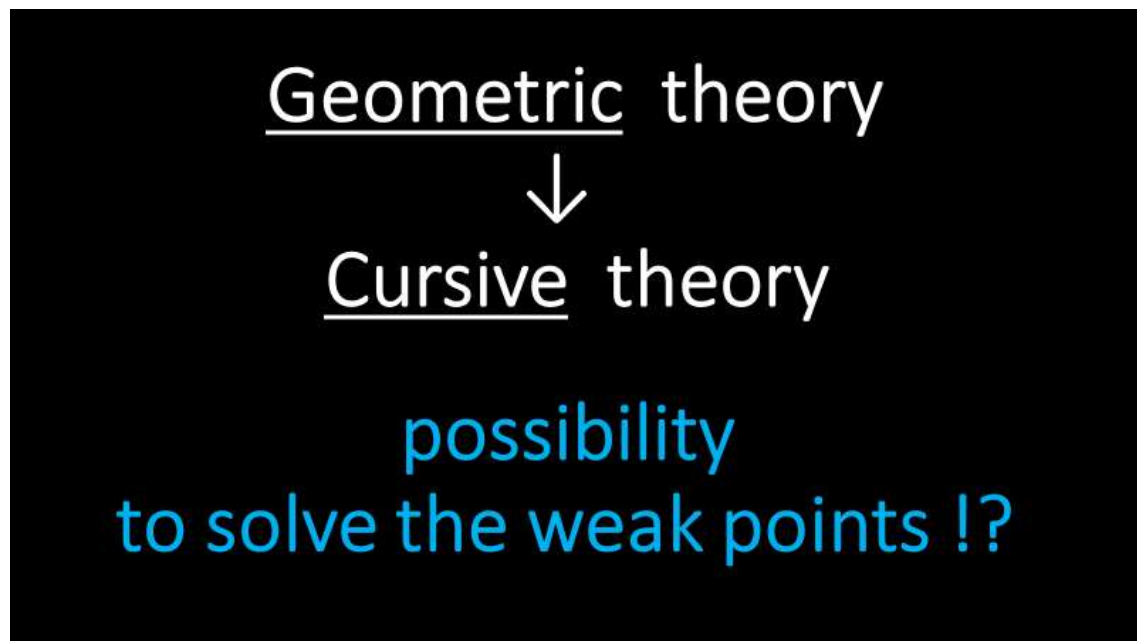 Geometric theory
↓
Cursive theory
possibility
to solve the weak points !?